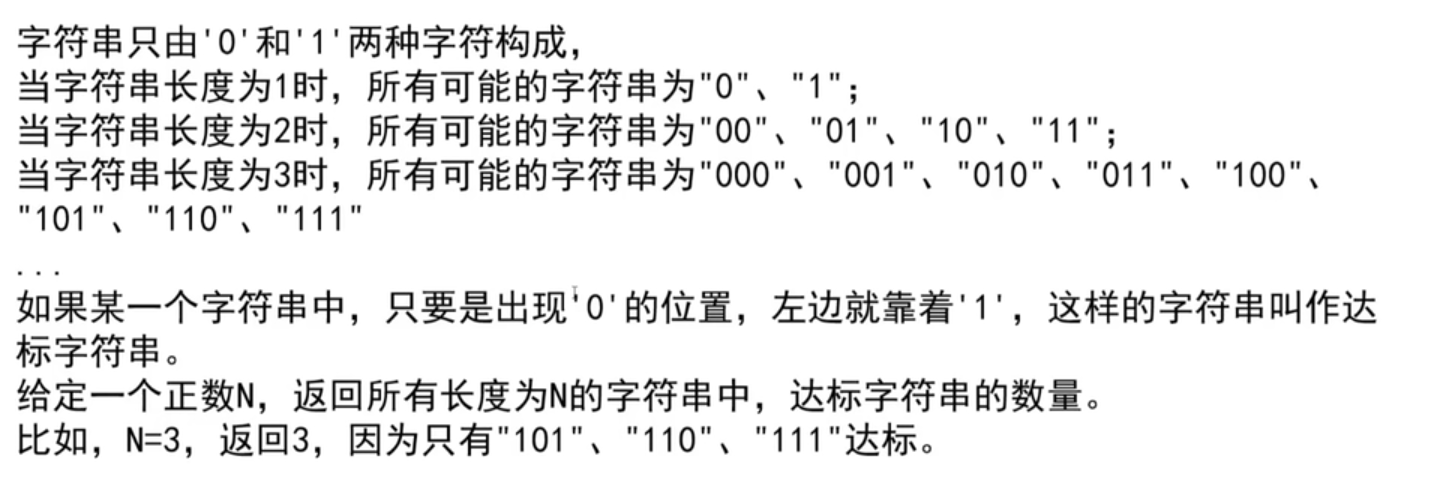 字符串只由'0'和'1'两种字符构成，
当字符串长度为1时，所有可能的字符串为"0"、"1"；
当字符串长度为2时，所有可能的字符串为"00"、"01"、"10"、"11"；
当字符串长度为3时，所有可能的字符串为"000"、"001"、"010"、"011"、"100"、
"101"、"110"、"111"
...
如果某一个字符串中，只要是出现'0'的位置，左边就靠着'1'，这样的字符串叫作达
标字符串。
给定一个正数N，返回所有长度为N的字符串中，达标字符串的数量。
比如，N=3，返回3，因为只有"101"、"110"、"111"达标。